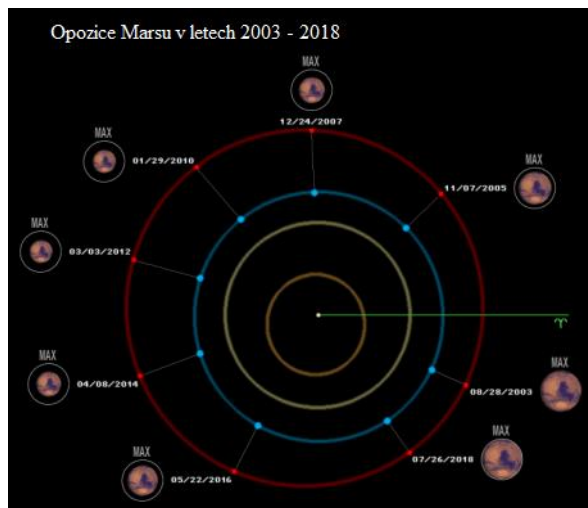 Opozice Marsu v letech 2003 - 2018
MAX
12/24/2007
MAX
01/29/2010
MAX
11/07/2005
MAX
03/03/2012
♈
MAX
04/08/2014
MAX
08/28/2003
MAX
07/26/2018
MAX
05/22/2016